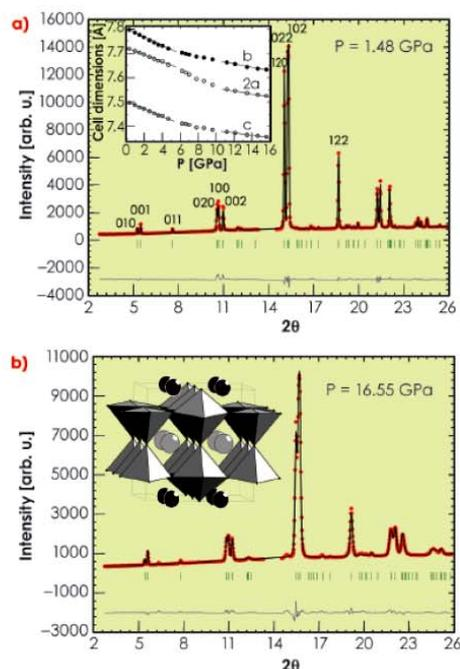 a)
16000
14000
12000
10000
8000
6000
4000
2000
0
−2000
−4000
Intensity [arb. u.]
7.8
7.7
7.6
7.5
7.4
Cell dimensions [Å]
b
2a
c
0 2 4 6 8 10 12 14 16
P [GPa]
102
022
120
P = 1.48 GPa
122
100
020
002
001
010
011
2 5 8 11 14 17 20 23 26
2θ
b)
11000
9000
7000
5000
3000
1000
−1000
−3000
Intensity [arb. u.]
P = 16.55 GPa
2 5 8 11 14 17 20 23 26
2θ